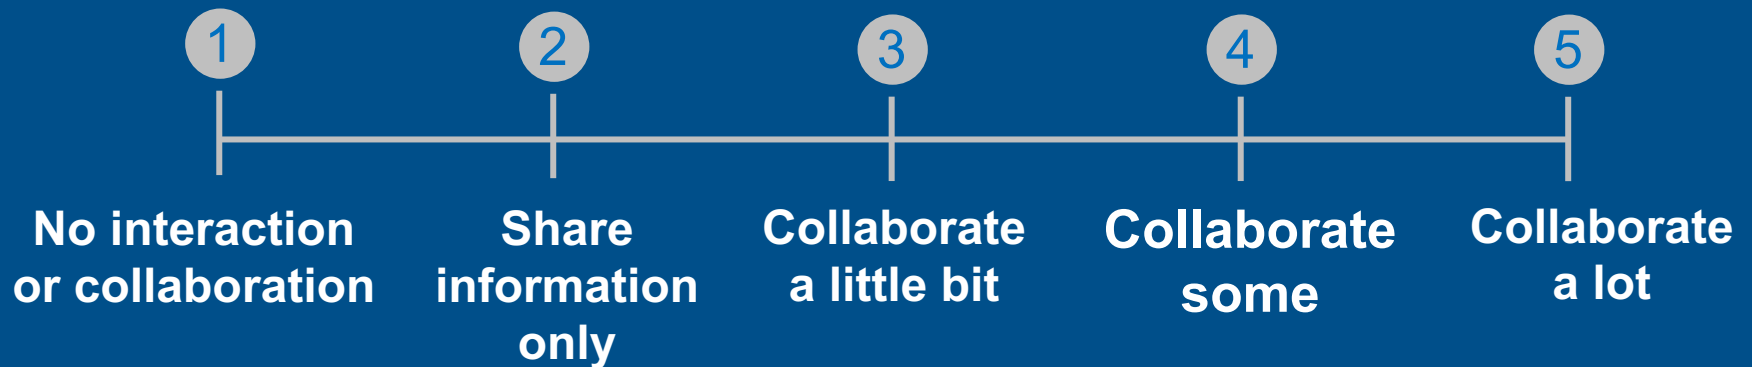 1
2
3
4
5
No interaction
or collaboration
Share
information
only
Collaborate
a little bit
Collaborate
some
Collaborate
a lot